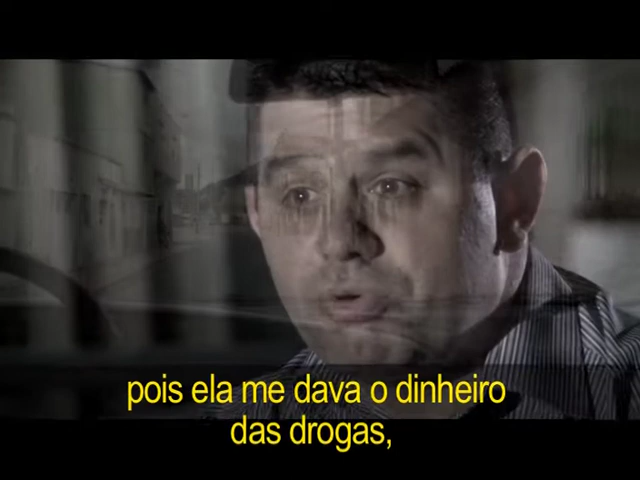 pois ela me dava o dinheiro
das drogas,